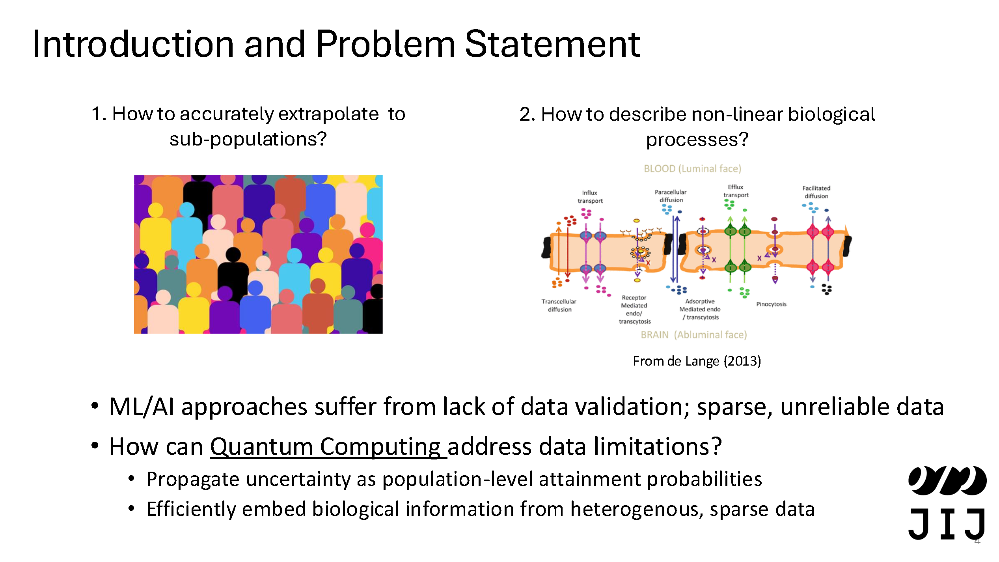 Introduction and Problem Statement
1. How to accurately extrapolate to
sub-populations?
2. How to describe non-linear biological
processes?
BLOOD (Luminal face)
Influx
transport
Paracellular
diffusion
Efflux
transport
Facilitated
diffusion
X
X
X
Transcellular
diffusion
Receptor
Mediated
endo/
transcytosis
Adsorptive
Mediated endo
/ transcytosis
Pinocytosis
BRAIN (Abluminal face)
From de Lange (2013)
• ML/AI approaches suffer from lack of data validation; sparse, unreliable data
• How can Quantum Computing address data limitations?
• Propagate uncertainty as population-level attainment probabilities
• Efficiently embed biological information from heterogenous, sparse data
JIJ
4